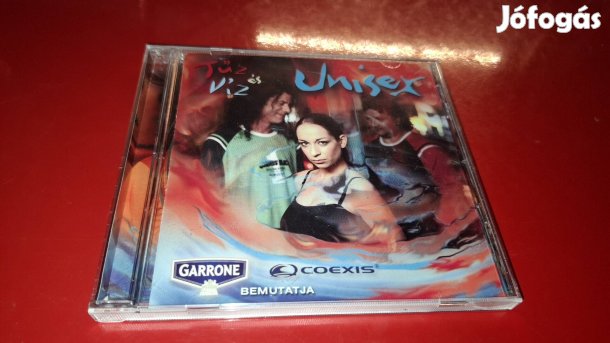 Jófogás
Tűz és Víz
Unisex
GARRONE
COEXIS
BEMUTATJA